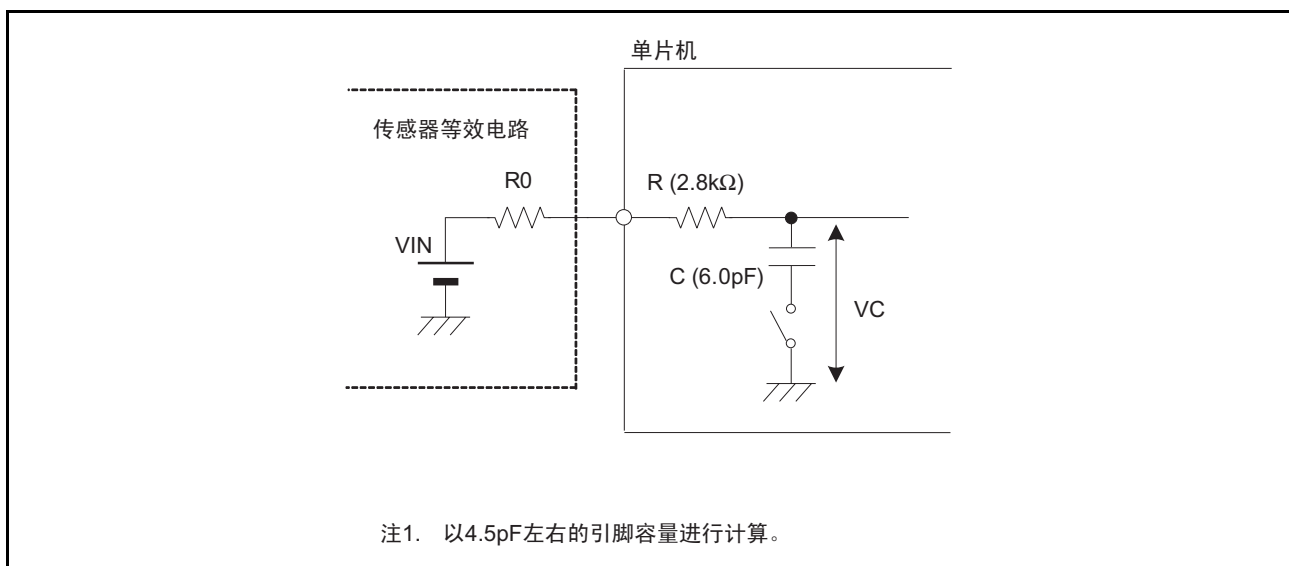 单片机
传感器等效电路
R0
R (2.8kΩ)
VIN
C (6.0pF)
VC
注1. 以4.5pF左右的引脚容量进行计算。